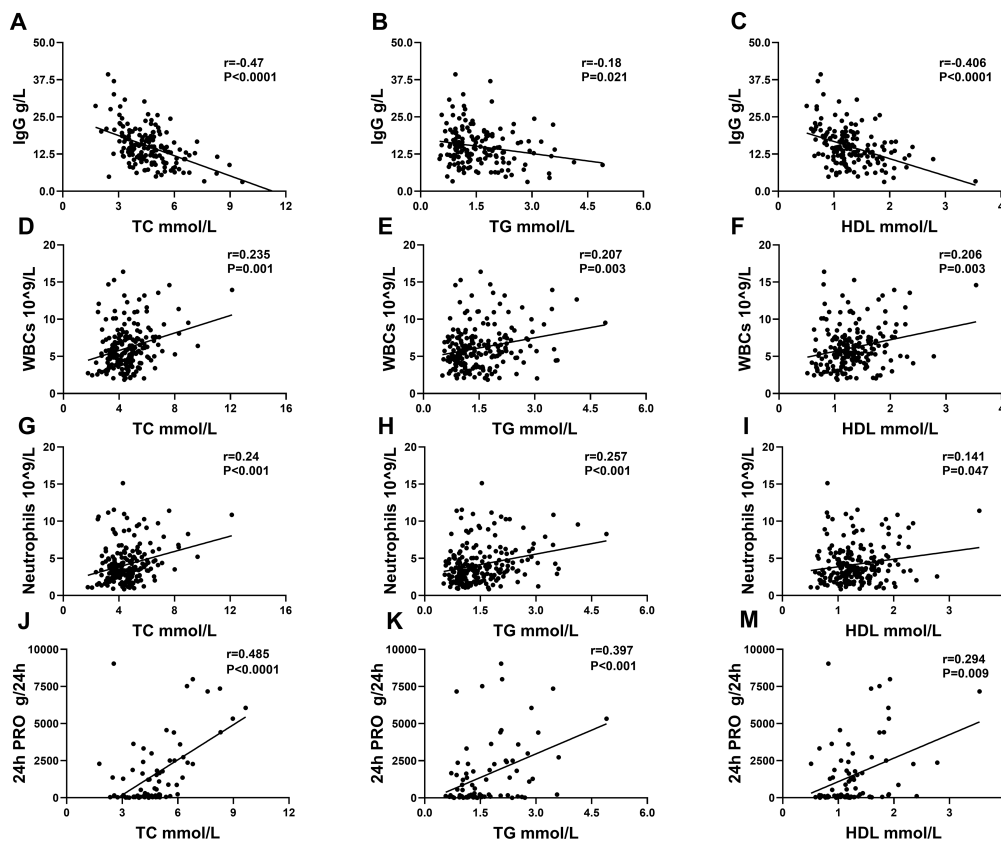 A
50.0
37.5
25.0
12.5
0.0
IgG g/L
r=-0.47
P<0.0001
0 3 6 9 12
TC mmol/L
B
50.0
37.5
25.0
12.5
0.0
IgG g/L
r=-0.18
P=0.021
0.0 1.5 3.0 4.5 6.0
TG mmol/L
C
50.0
37.5
25.0
12.5
0.0
IgG g/L
r=-0.406
P<0.0001
0 1 2 3 4
HDL mmol/L
D
20
15
10
5
0
WBCs 10^9/L
r=0.235
P=0.001
0 4 8 12 16
TC mmol/L
E
20
15
10
5
0
WBCs 10^9/L
r=0.207
P=0.003
0.0 1.5 3.0 4.5 6.0
TG mmol/L
F
20
15
10
5
0
WBCs 10^9/L
r=0.206
P=0.003
0 1 2 3 4
HDL mmol/L
G
20
15
10
5
0
Neutrophils 10^9/L
r=0.24
P<0.001
0 4 8 12 16
TC mmol/L
H
20
15
10
5
0
Neutrophils 10^9/L
r=0.257
P<0.001
0.0 1.5 3.0 4.5 6.0
TG mmol/L
I
20
15
10
5
0
Neutrophils 10^9/L
r=0.141
P=0.047
0 1 2 3
HDL mmol/L
J
10000
7500
5000
2500
0
24h PRO g/24h
r=0.485
P<0.0001
0 3 6 9 12
TC mmol/L
K
10000
7500
5000
2500
0
24h PRO g/24h
r=0.397
P<0.001
0.0 1.5 3.0 4.5 6.0
TG mmol/L
M
10000
7500
5000
2500
0
24h PRO g/24h
r=0.294
P=0.009
0 1 2 3
HDL mmol/L